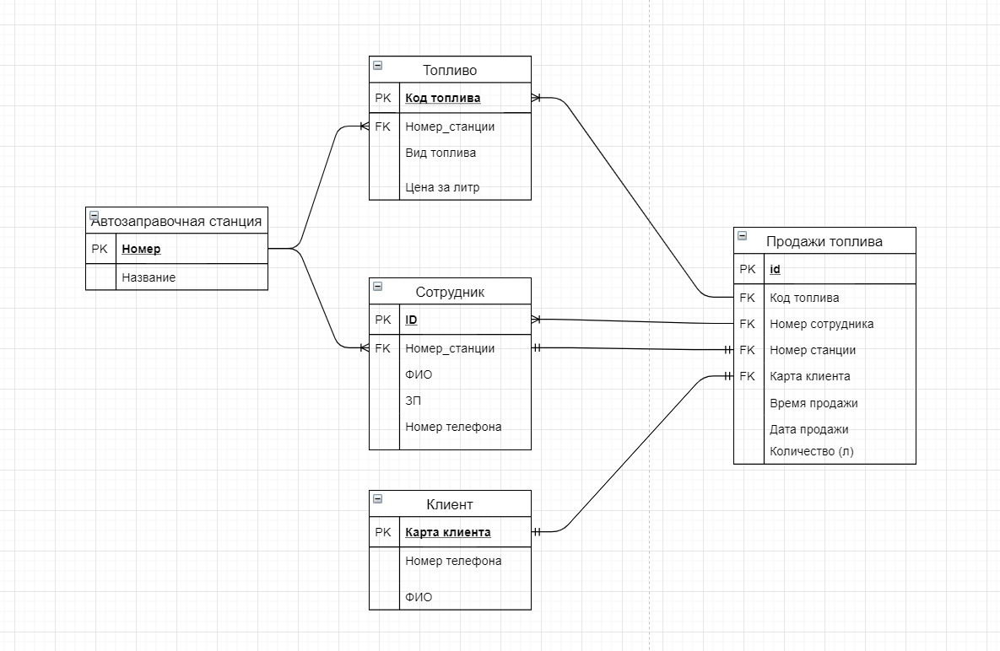 Топливо
PK Код топлива
FK Номер_станции
Вид топлива
Цена за литр
Автозаправочная станция
PK Номер
Название
Сотрудник
PK ID
FK Номер_станции
ФИО
ЗП
Номер телефона
Клиент
PK Карта клиента
Номер телефона
ФИО
Продажи топлива
PK id
FK Код топлива
FK Номер сотрудника
FK Номер станции
FK Карта клиента
Время продажи
Дата продажи
Количество (л)